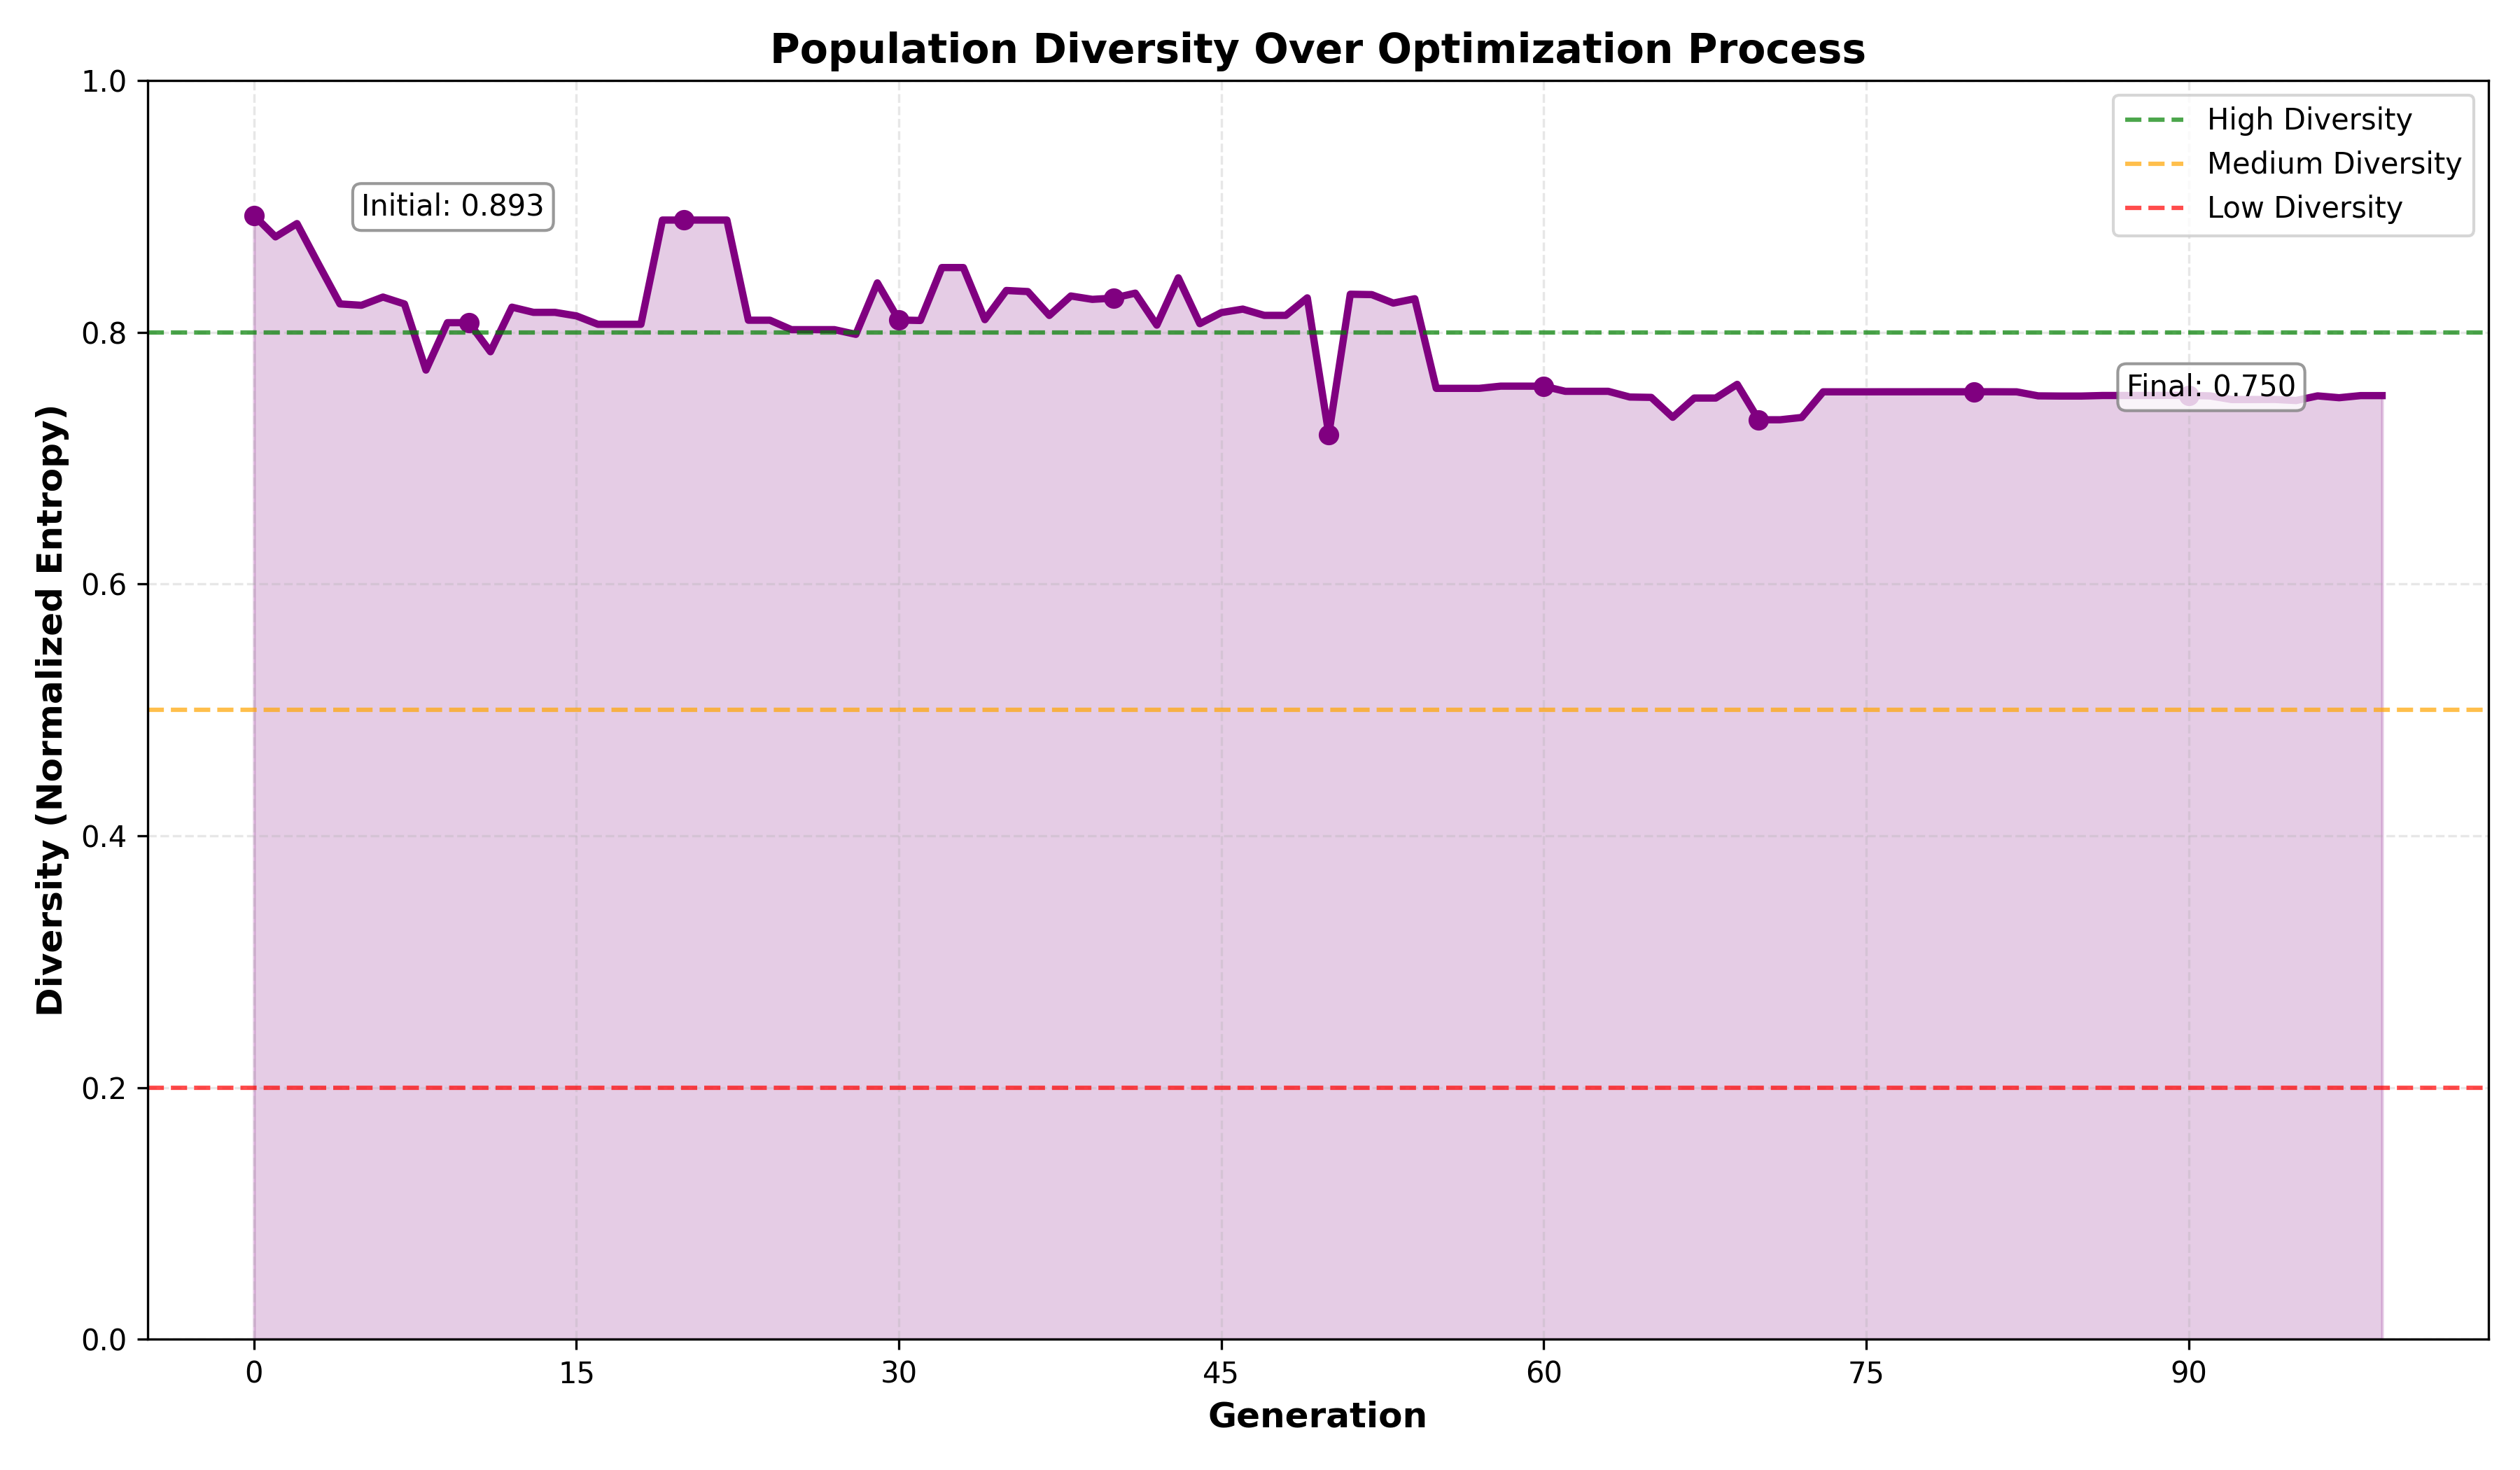 Population Diversity Over Optimization Process
1.0
0.8
0.6
0.4
0.2
0.0
Diversity (Normalized Entropy)
Initial: 0.893
High Diversity
Medium Diversity
Low Diversity
Final: 0.750
0
15
30
45
60
75
90
Generation